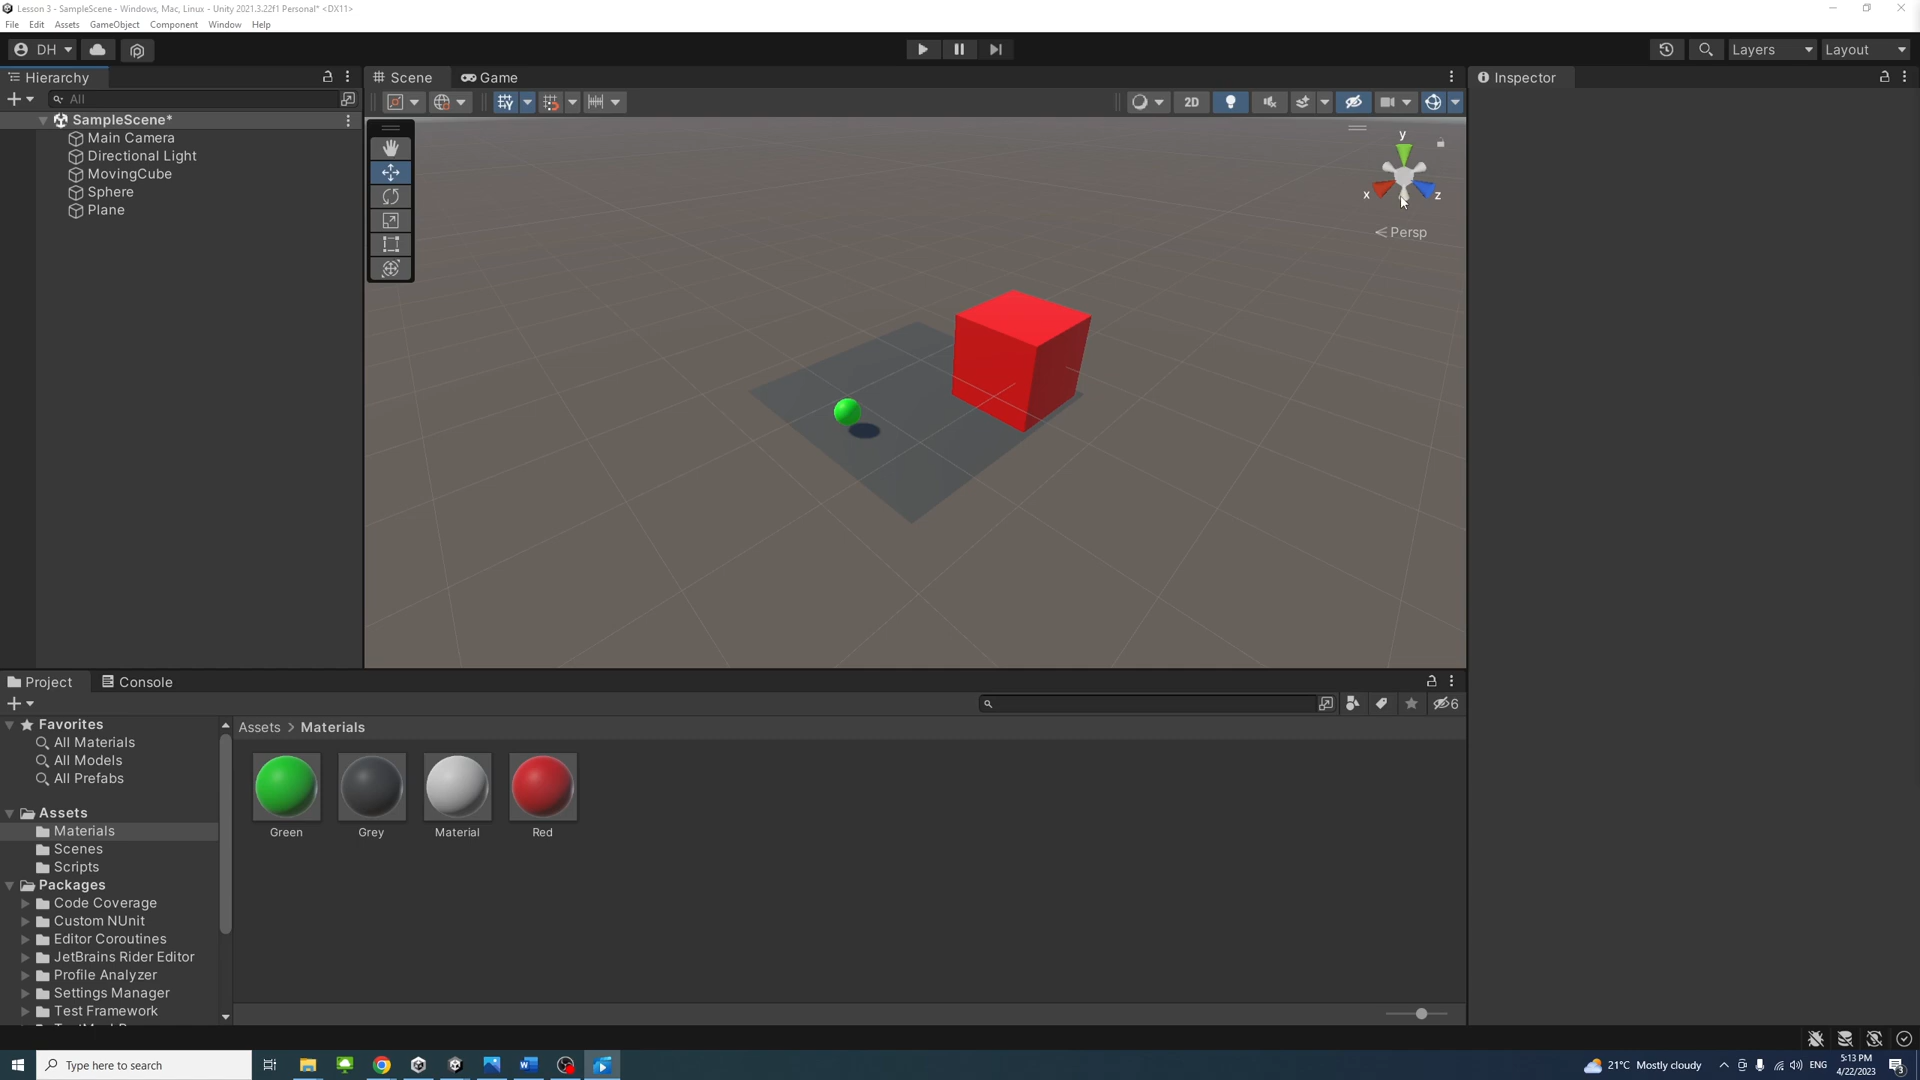 Lesson 3 - SampleScene - Windows, Mac, Linux - Unity 2021.3.22f1 Personal* <DX11>
File Edit Assets GameObject Component Window Help
DH
Layers
Layout
Hierarchy
Scene
Game
Inspector
All
2D
SampleScene*
Main Camera
Directional Light
MovingCube
Sphere
Plane
y
x
z
< Persp
Project
Console
6
Favorites
All Materials
All Models
All Prefabs
Assets
Materials
Scenes
Scripts
Packages
Code Coverage
Custom NUnit
Editor Coroutines
JetBrains Rider Editor
Profile Analyzer
Settings Manager
Test Framework
Assets > Materials
Green
Grey
Material
Red
Type here to search
21°C Mostly cloudy
ENG
5:13 PM
4/22/2023
3